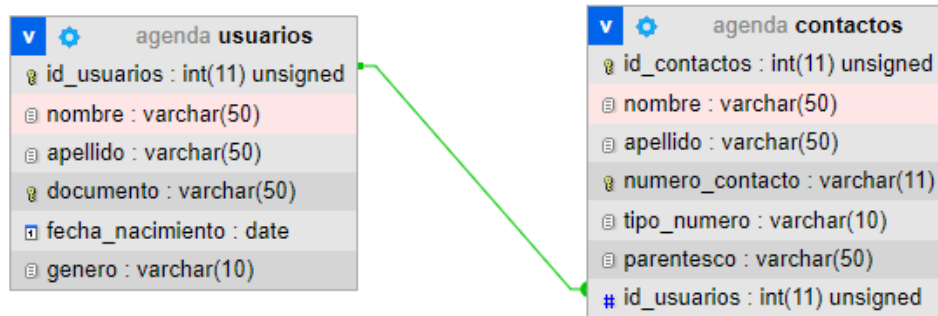 v agenda usuarios
id_usuarios : int(11) unsigned
nombre : varchar(50)
apellido : varchar(50)
documento : varchar(50)
fecha_nacimiento : date
genero : varchar(10)
v agenda contactos
id_contactos : int(11) unsigned
nombre : varchar(50)
apellido : varchar(50)
numero_contacto : varchar(11)
tipo_numero : varchar(10)
parentesco : varchar(50)
# id_usuarios : int(11) unsigned